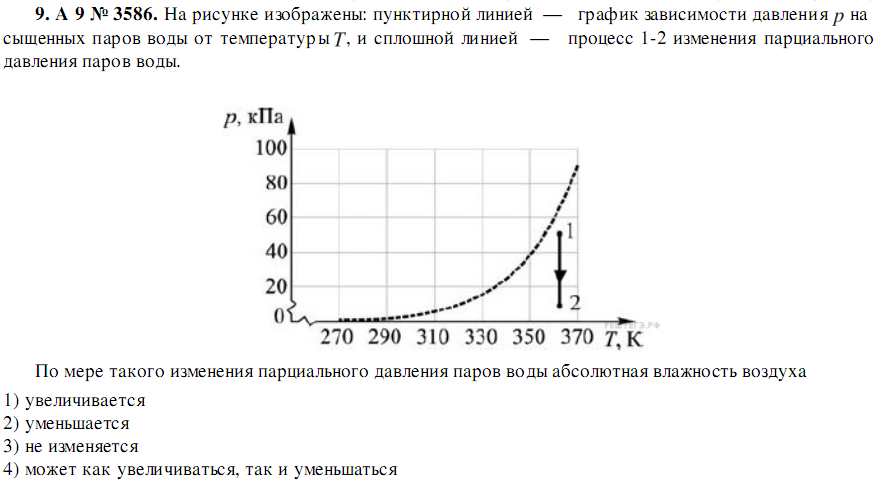 9. А 9 № 3586. На рисунке изображены: пунктирной линией — график зависимости давления p на
сыщенных паров воды от температуры T, и сплошной линией — процесс 1-2 изменения парциального
давления паров воды.
p, кПа
100
80
60
40
20
0
1
2
270 290 310 330 350 370 T, К
РЕШУЕГЭ.РФ
По мере такого изменения парциального давления паров воды абсолютная влажность воздуха
1) увеличивается
2) уменьшается
3) не изменяется
4) может как увеличиваться, так и уменьшаться